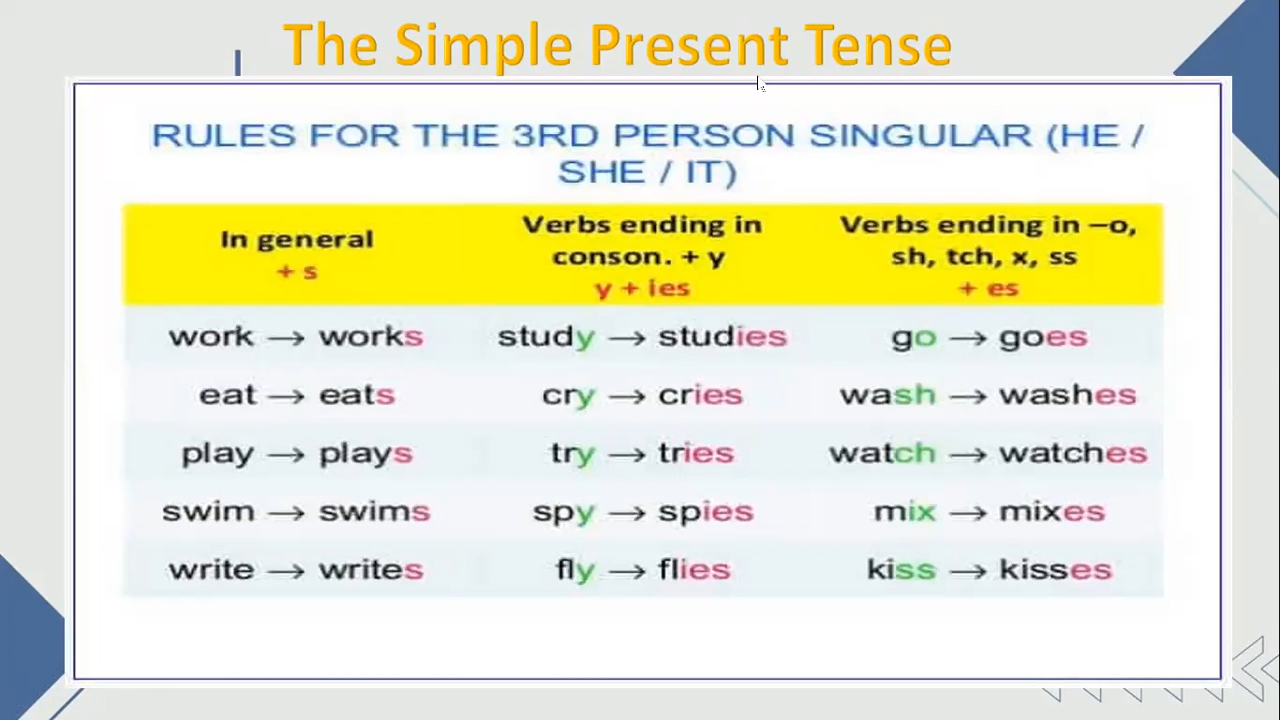 The Simple Present Tense
RULES FOR THE 3RD PERSON SINGULAR (HE /
SHE / IT)
In general
+ s
Verbs ending in
conson. + y
y + ies
Verbs ending in –o,
sh, tch, x, ss
+ es
work → works
study → studies
go → goes
eat → eats
cry → cries
wash → washes
play → plays
try → tries
watch → watches
swim → swims
spy → spies
mix → mixes
write → writes
fly → flies
kiss → kisses